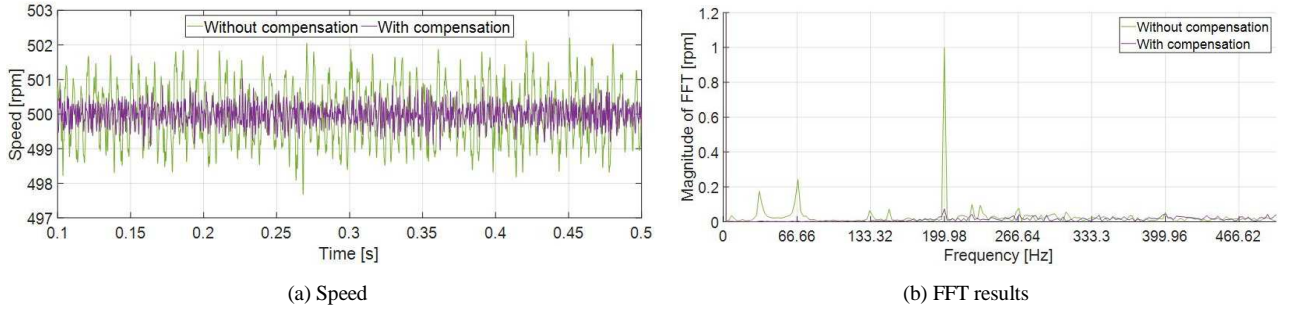 Without compensation With compensation
503
502
501
500
499
498
497
Speed [rpm]
0.1 0.15 0.2 0.25 0.3 0.35 0.4 0.45 0.5
Time [s]
(a) Speed
Without compensation
With compensation
1.2
1
0.8
0.6
0.4
0.2
0
Magnitude of FFT [rpm]
0 66.66 133.32 199.98 266.64 333.3 399.96 466.62
Frequency [Hz]
(b) FFT results